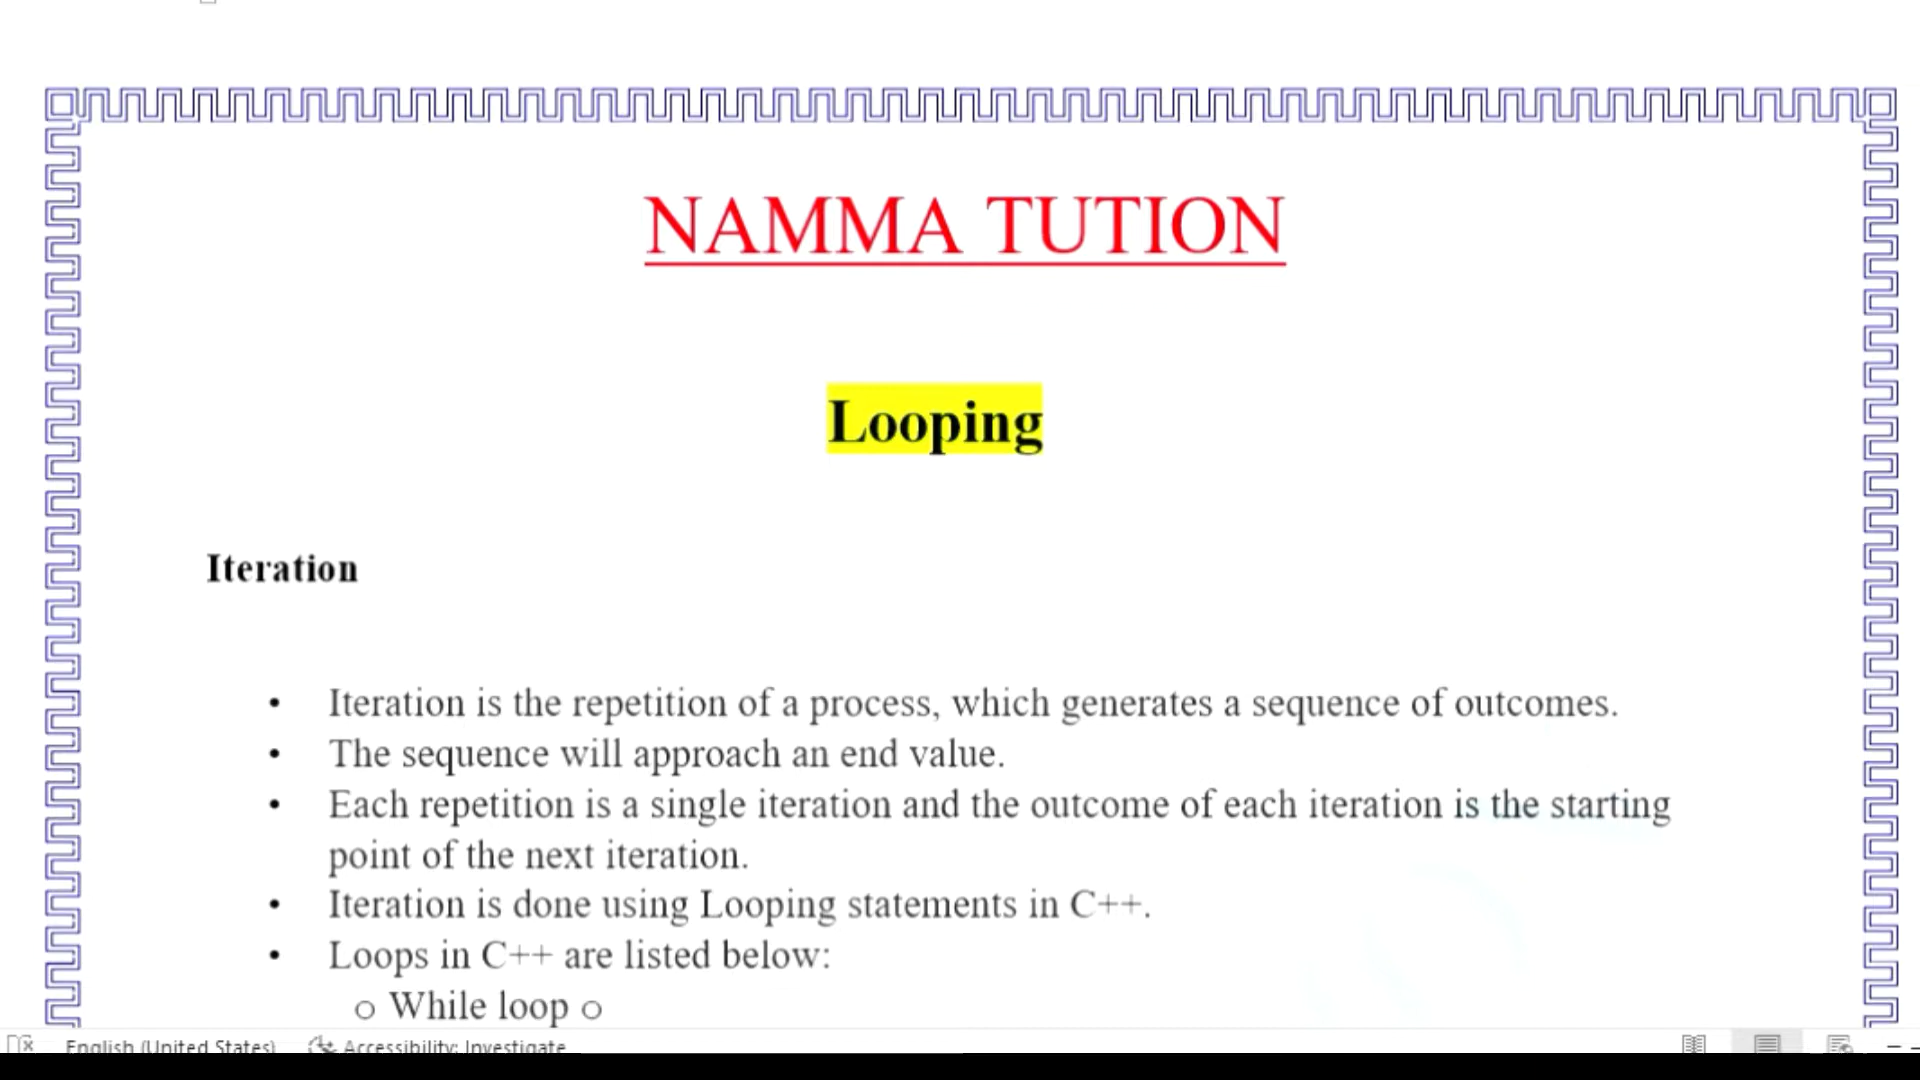 NAMMA TUTION
Looping
Iteration
• Iteration is the repetition of a process, which generates a sequence of outcomes.
• The sequence will approach an end value.
• Each repetition is a single iteration and the outcome of each iteration is the starting
point of the next iteration.
• Iteration is done using Looping statements in C++.
• Loops in C++ are listed below:
o While loop o
English (United States) Accessibility: Investigate